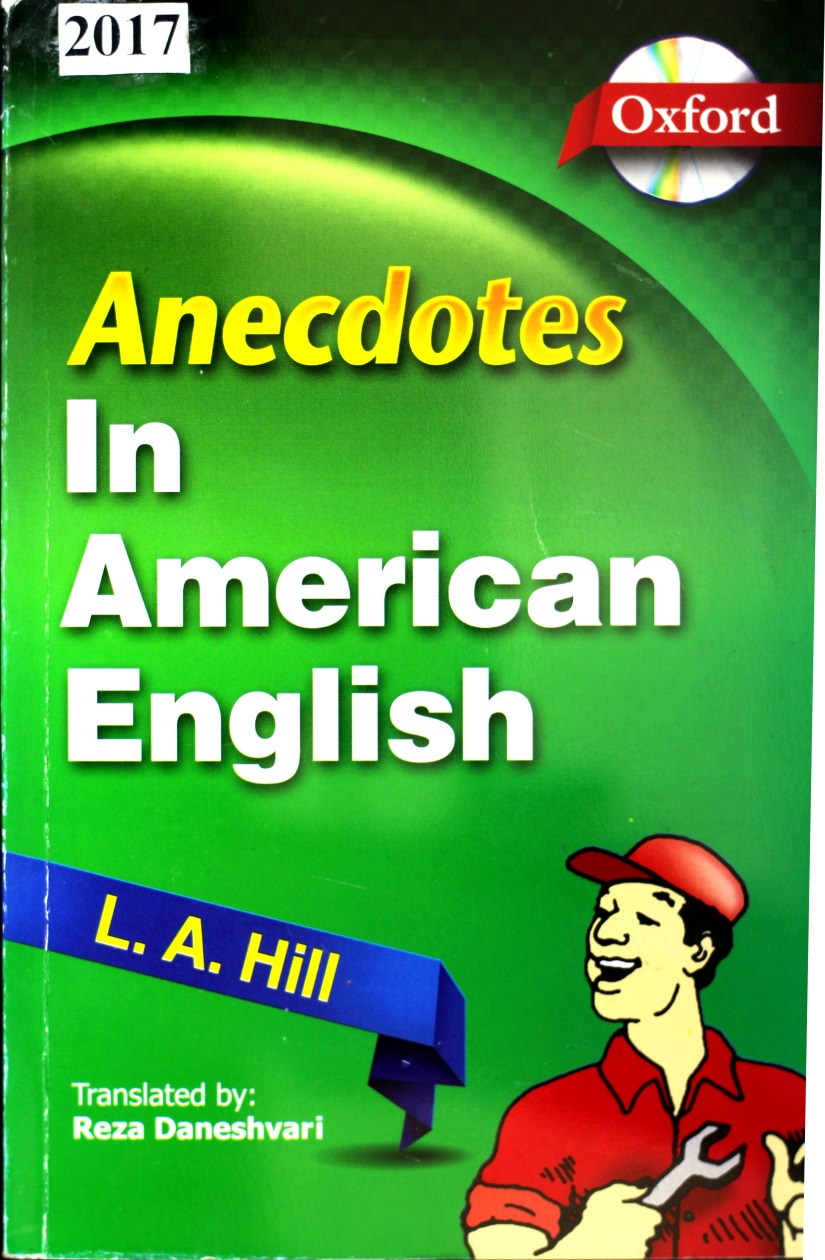 2017
Oxford
Anecdotes
In
American
English
L. A. Hill
Translated by:
Reza Daneshvari